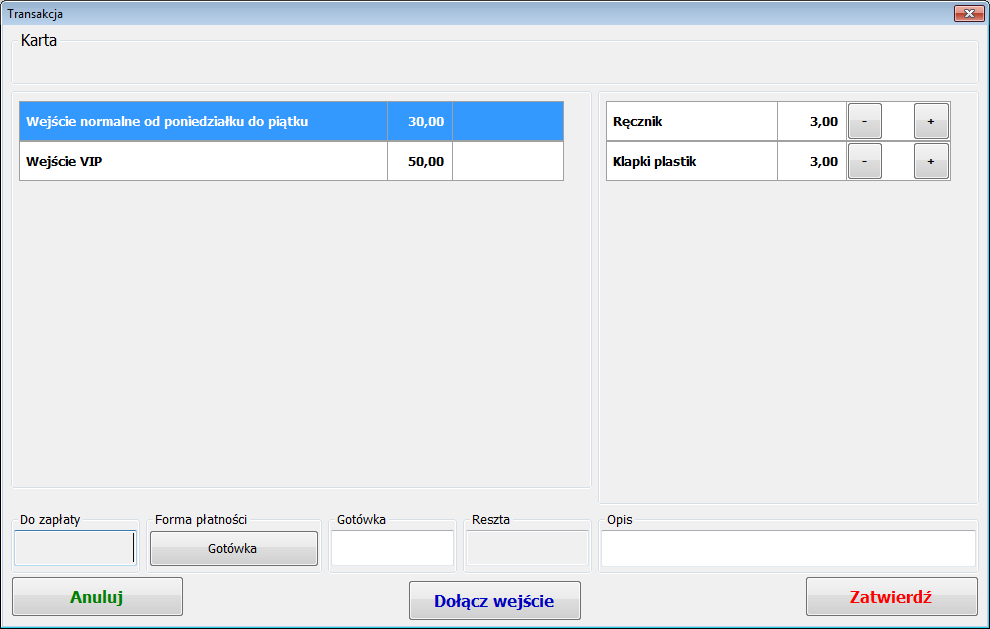 Transakcja
Karta
Wejście normalne od poniedziałku do piątku 30,00
Wejście VIP 50,00
Ręcznik 3,00 - +
Klapki plastik 3,00 - +
Do zapłaty Forma płatności Gotówka Reszta Opis
Gotówka
Anuluj Dołącz wejście Zatwierdź